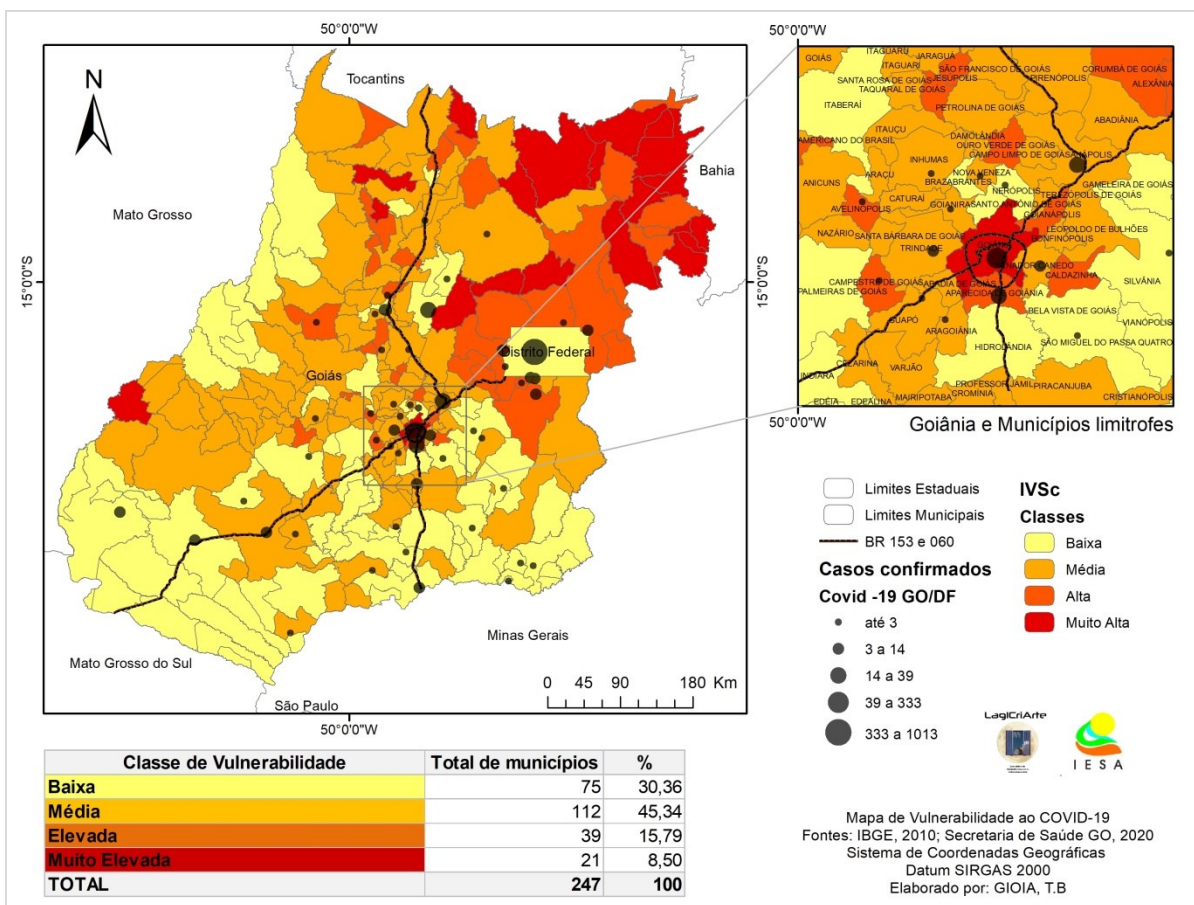 50°0'0"W
N
Tocantins
Bahia
Mato Grosso
15°0'0"S
15°0'0"S
Distrito Federal
Goiás
Minas Gerais
Mato Grosso do Sul
São Paulo
0 45 90 180 Km
50°0'0"W
50°0'0"W
GOIÁS
ITAGUARU
JARAGUÁ
ITAGUARI
SÃO FRANCISCO DE GOIÁS
CORUMBÁ DE GOIÁS
SANTA ROSA DE GOIÁS
JESÚPOLIS
PIRENÓPOLIS
ALEXÂNIA
TAQUARAL DE GOIÁS
ITABERAÍ
PETROLINA DE GOIÁS
ABADIÂNIA
ITAUÇU
DAMOLÂNDIA
AMERICANO DO BRASIL
OURO VERDE DE GOIÁS
INHUMAS
CAMPO LIMPO DE GOIÁS
ANICUNS
ARAÇU
NOVA VENEZA
BRAZABRANTES
GAMELEIRA DE GOIÁS
NERÓPOLIS
TEREZÓPOLIS DE GOIÁS
CATURAÍ
GOIANIRA
SANTO ANTÔNIO DE GOIÁS
AVELINÓPOLIS
GOIANÁPOLIS
LEOPOLDO DE BULHÕES
NAZÁRIO
SANTA BÁRBARA DE GOIÁS
BONFINÓPOLIS
TRINDADE
GOIÂNIA
CALDAZINHA
CAMPESTRE DE GOIÁS
SILVÂNIA
PALMEIRAS DE GOIÁS
APARECIDA DE GOIÂNIA
BELA VISTA DE GOIÁS
GUAPÓ
ARAGOIÂNIA
VIANÓPOLIS
HIDROLÂNDIA
SÃO MIGUEL DO PASSA QUATRO
INDIARA
CEZARINA
VARJÃO
PROFESSOR JAMIL
PIRACANJUBA
EDÉIA
EDEALINA
MAIRIPOTABA
CROMÍNIA
CRISTIANÓPOLIS
50°0'0"W
Goiânia e Municípios limitrofes
Limites Estaduais
Limites Municipais
BR 153 e 060
Casos confirmados
Covid -19 GO/DF
até 3
3 a 14
14 a 39
39 a 333
333 a 1013
IVSc
Classes
Baixa
Média
Alta
Muito Alta
LagICriArte
IESA
Classe de Vulnerabilidade Total de municípios %
Baixa 75 30,36
Média 112 45,34
Elevada 39 15,79
Muito Elevada 21 8,50
TOTAL 247 100
Mapa de Vulnerabilidade ao COVID-19
Fontes: IBGE, 2010; Secretaria de Saúde GO, 2020
Sistema de Coordenadas Geográficas
Datum SIRGAS 2000
Elaborado por: GIOIA, T.B